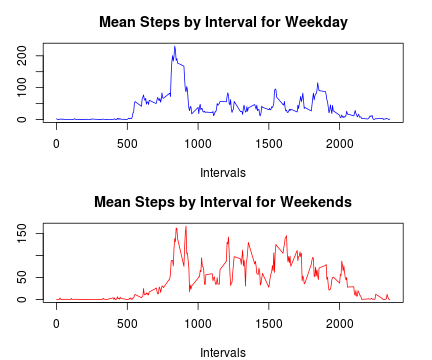 Mean Steps by Interval for Weekday
200
100
0
0 500 1000 1500 2000
Intervals
Mean Steps by Interval for Weekends
150
50
0
0 500 1000 1500 2000
Intervals